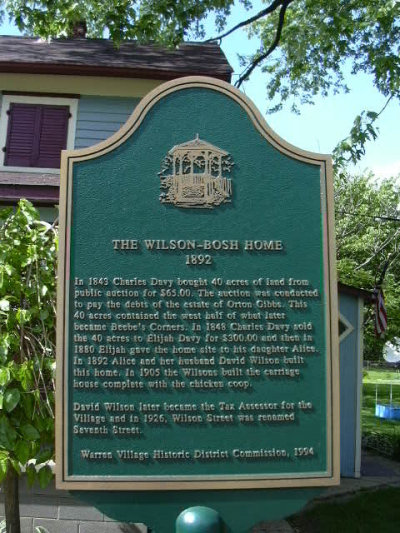 THE WILSON-BOSH HOME
1892
In 1843 Charles Davy bought 40 acres of land from
public auction for $65.00. The auction was conducted
to pay the debts of the estate of Orton Gibbs. This
40 acres contained the west half of what later
became Beebe's Corners. In 1848 Charles Davy sold
the 40 acres to Elijah Davy for $300.00 and then in
1880 Elijah gave the home site to his daughter Alice.
In 1892 Alice and her husband David Wilson built
this home. In 1905 the Wilsons built the carriage
house complete with the chicken coop.
David Wilson later became the Tax Assessor for the
Village and in 1926, Wilson Street was renamed
Seventh Street.
Warren Village Historic District Commission, 1994